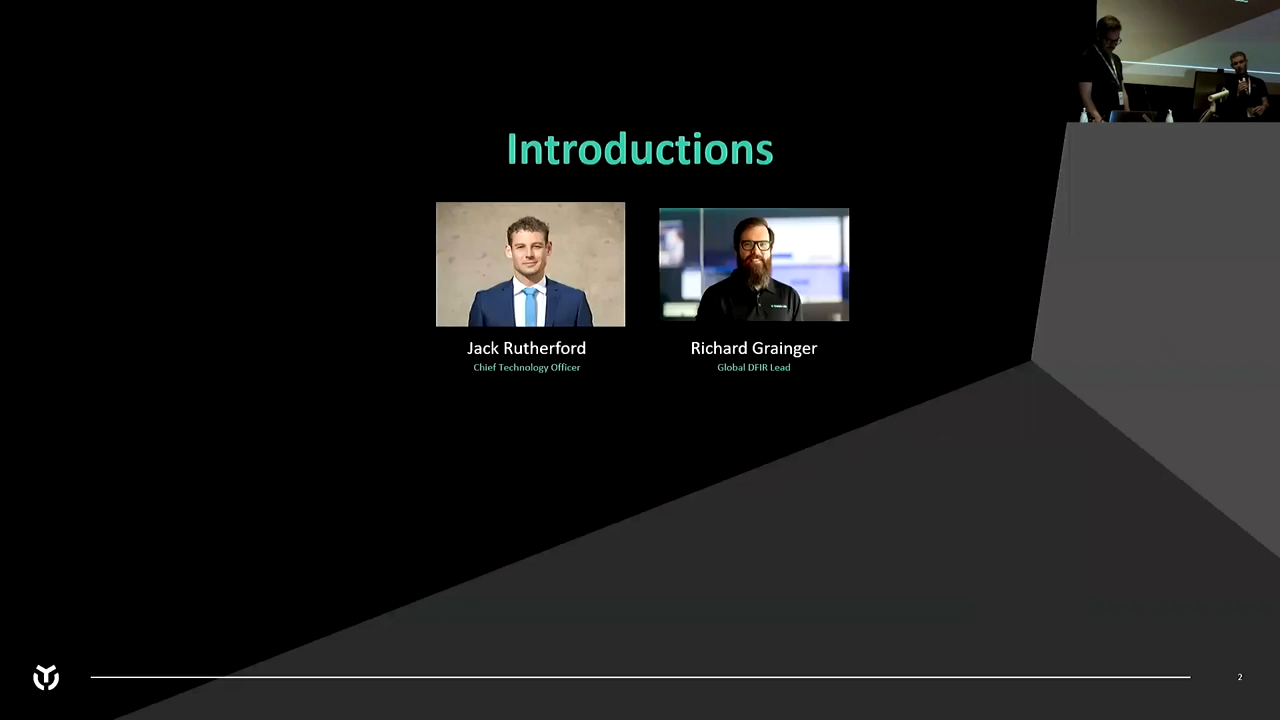 Introductions
Jack Rutherford
Chief Technology Officer
Richard Grainger
Global DFIR Lead
2